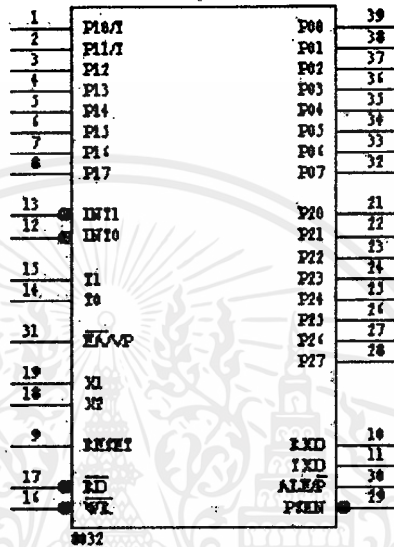 1 P10/T P00 39
2 P11/T P01 38
3 P12 P02 37
4 P13 P03 36
5 P14 P04 35
6 P15 P05 34
7 P16 P06 33
8 P17 P07 32
13 INT1 P20 21
12 INT0 P21 22
P22 23
15 T1 P23 24
14 T0 P24 25
P25 26
31 EA/VP P26 27
P27 28
19 X1
18 X2
9 RESET RXD 10
TXD 11
17 RD ALE/P 30
16 WR PSEN 29
8032